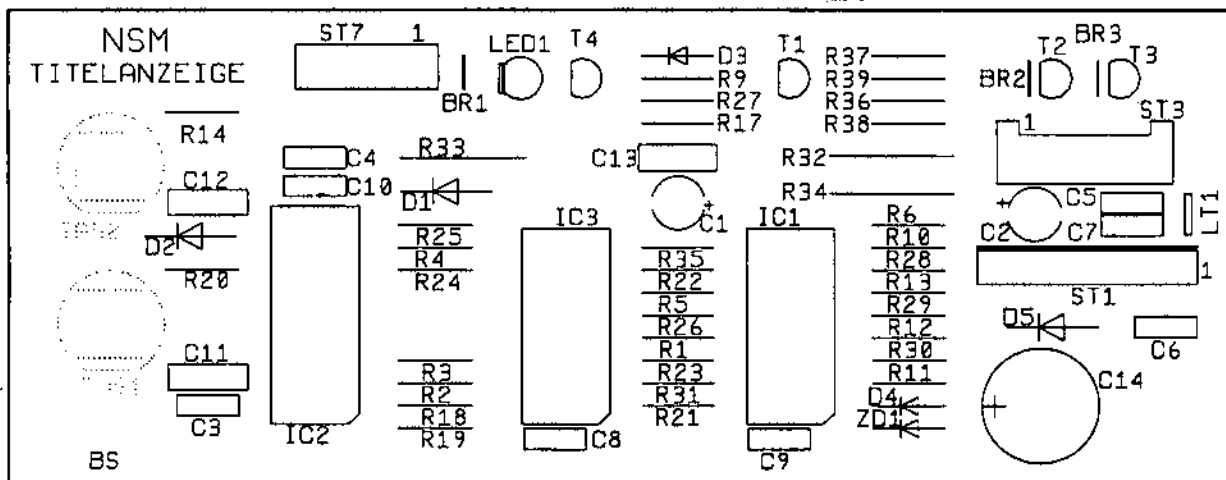 NSM
TITELANZEIGE
ST7 1
LED1
T4
BR1
D3
R9
R27
R17
T1
R37
R39
R36
R38
BR3
T2
T3
BR2
ST3
1
R14
R33
C4
C10
C12
D1
C13
C1
R32
R34
C5
C2
C7
LT1
D2
R20
R25
R4
R24
IC3
R35
R22
R5
R26
R1
R23
R31
R21
IC1
R6
R10
R28
R13
R29
R12
R30
R11
D4
ZD1
1
ST1
D5
C6
C14
C11
C3
IC2
R3
R2
R18
R19
C8
C9
BS